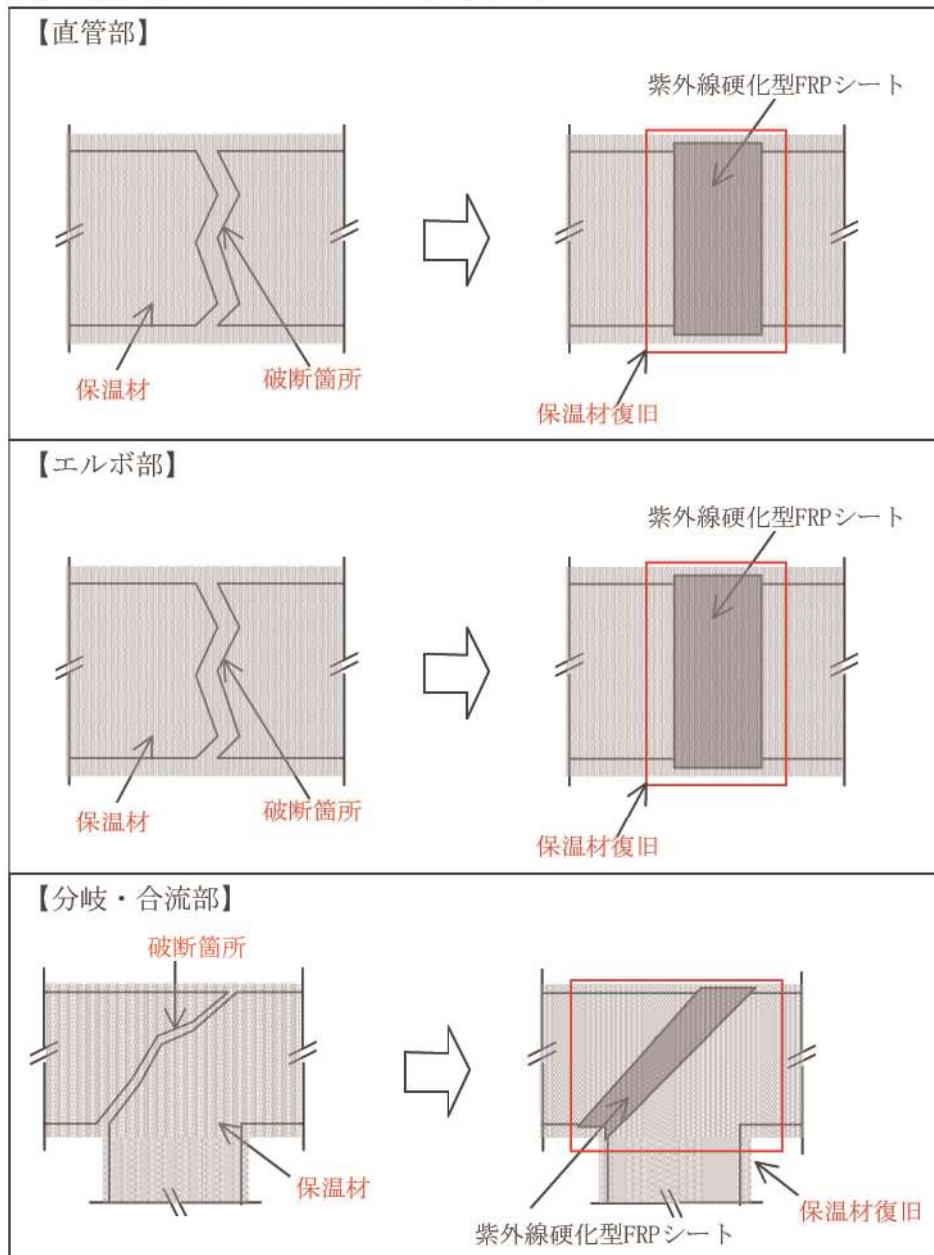 【直管部】
紫外線硬化型FRPシート
保温材
破断箇所
保温材復旧
【エルボ部】
紫外線硬化型FRPシート
保温材
破断箇所
保温材復旧
【分岐・合流部】
破断箇所
保温材
紫外線硬化型FRPシート
保温材復旧